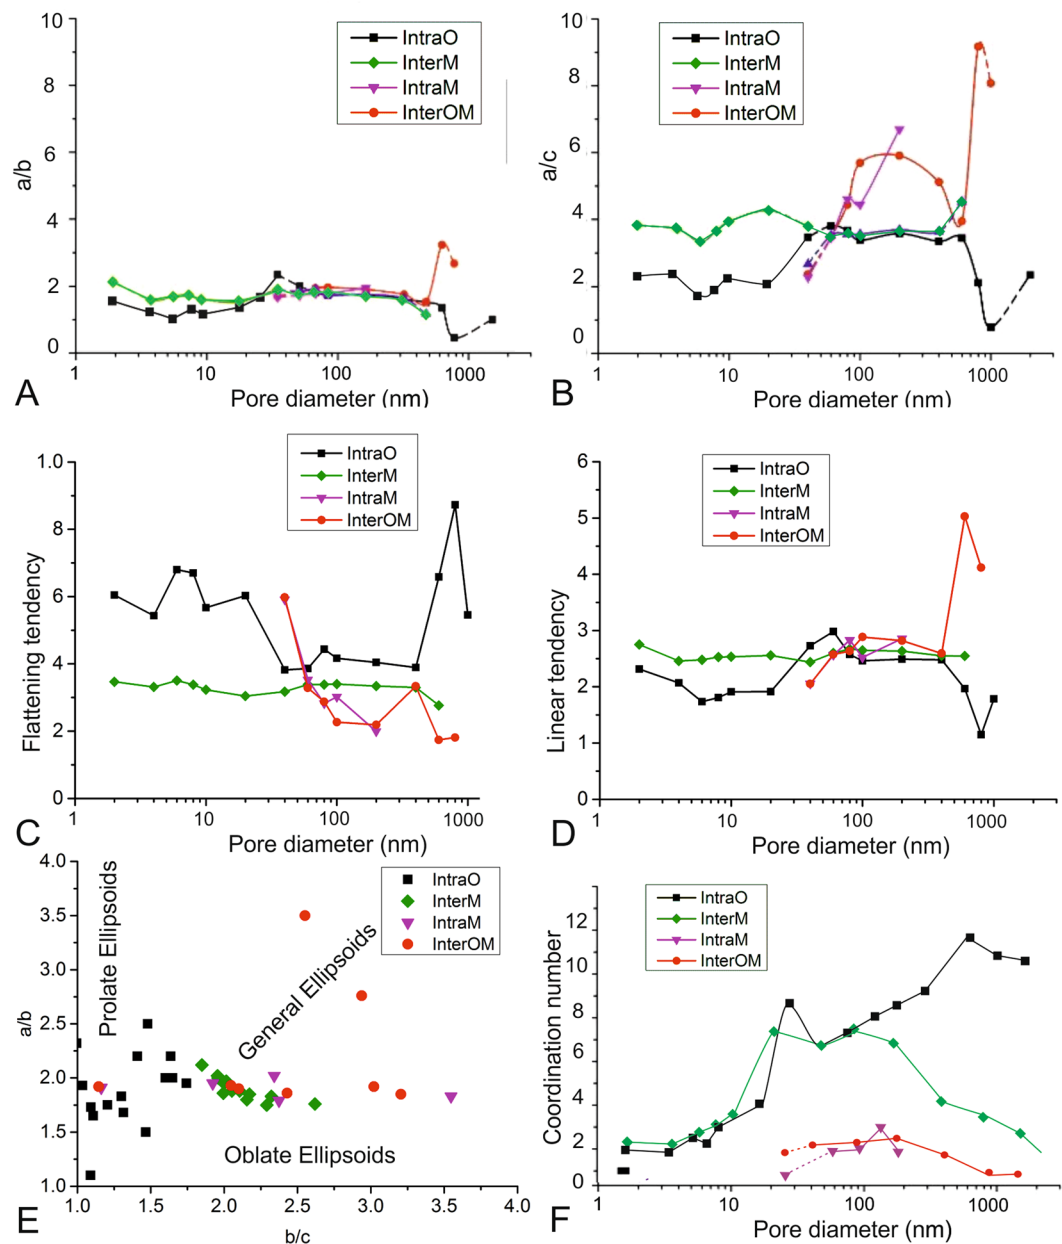 10
8
6
4
2
0
a/b
IntraO
InterM
IntraM
InterOM
1
10
100
1000
A
Pore diameter (nm)
10
8
6
4
2
0
a/c
IntraO
InterM
IntraM
InterOM
1
10
100
1000
B
Pore diameter (nm)
1.0
8
6
4
2
0
Flattening tendency
IntraO
InterM
IntraM
InterOM
1
10
100
1000
C
Pore diameter (nm)
6
5
4
3
2
1
0
Linear tendency
IntraO
InterM
IntraM
InterOM
1
10
100
1000
D
Pore diameter (nm)
4.0
3.5
3.0
2.5
2.0
1.5
1.0
a/b
Prolate Ellipsoids
General Ellipsoids
Oblate Ellipsoids
IntraO
InterM
IntraM
InterOM
1.0
1.5
2.0
2.5
3.0
3.5
4.0
E
b/c
12
10
8
6
4
2
0
Coordination number
IntraO
InterM
IntraM
InterOM
1
10
100
1000
F
Pore diameter (nm)